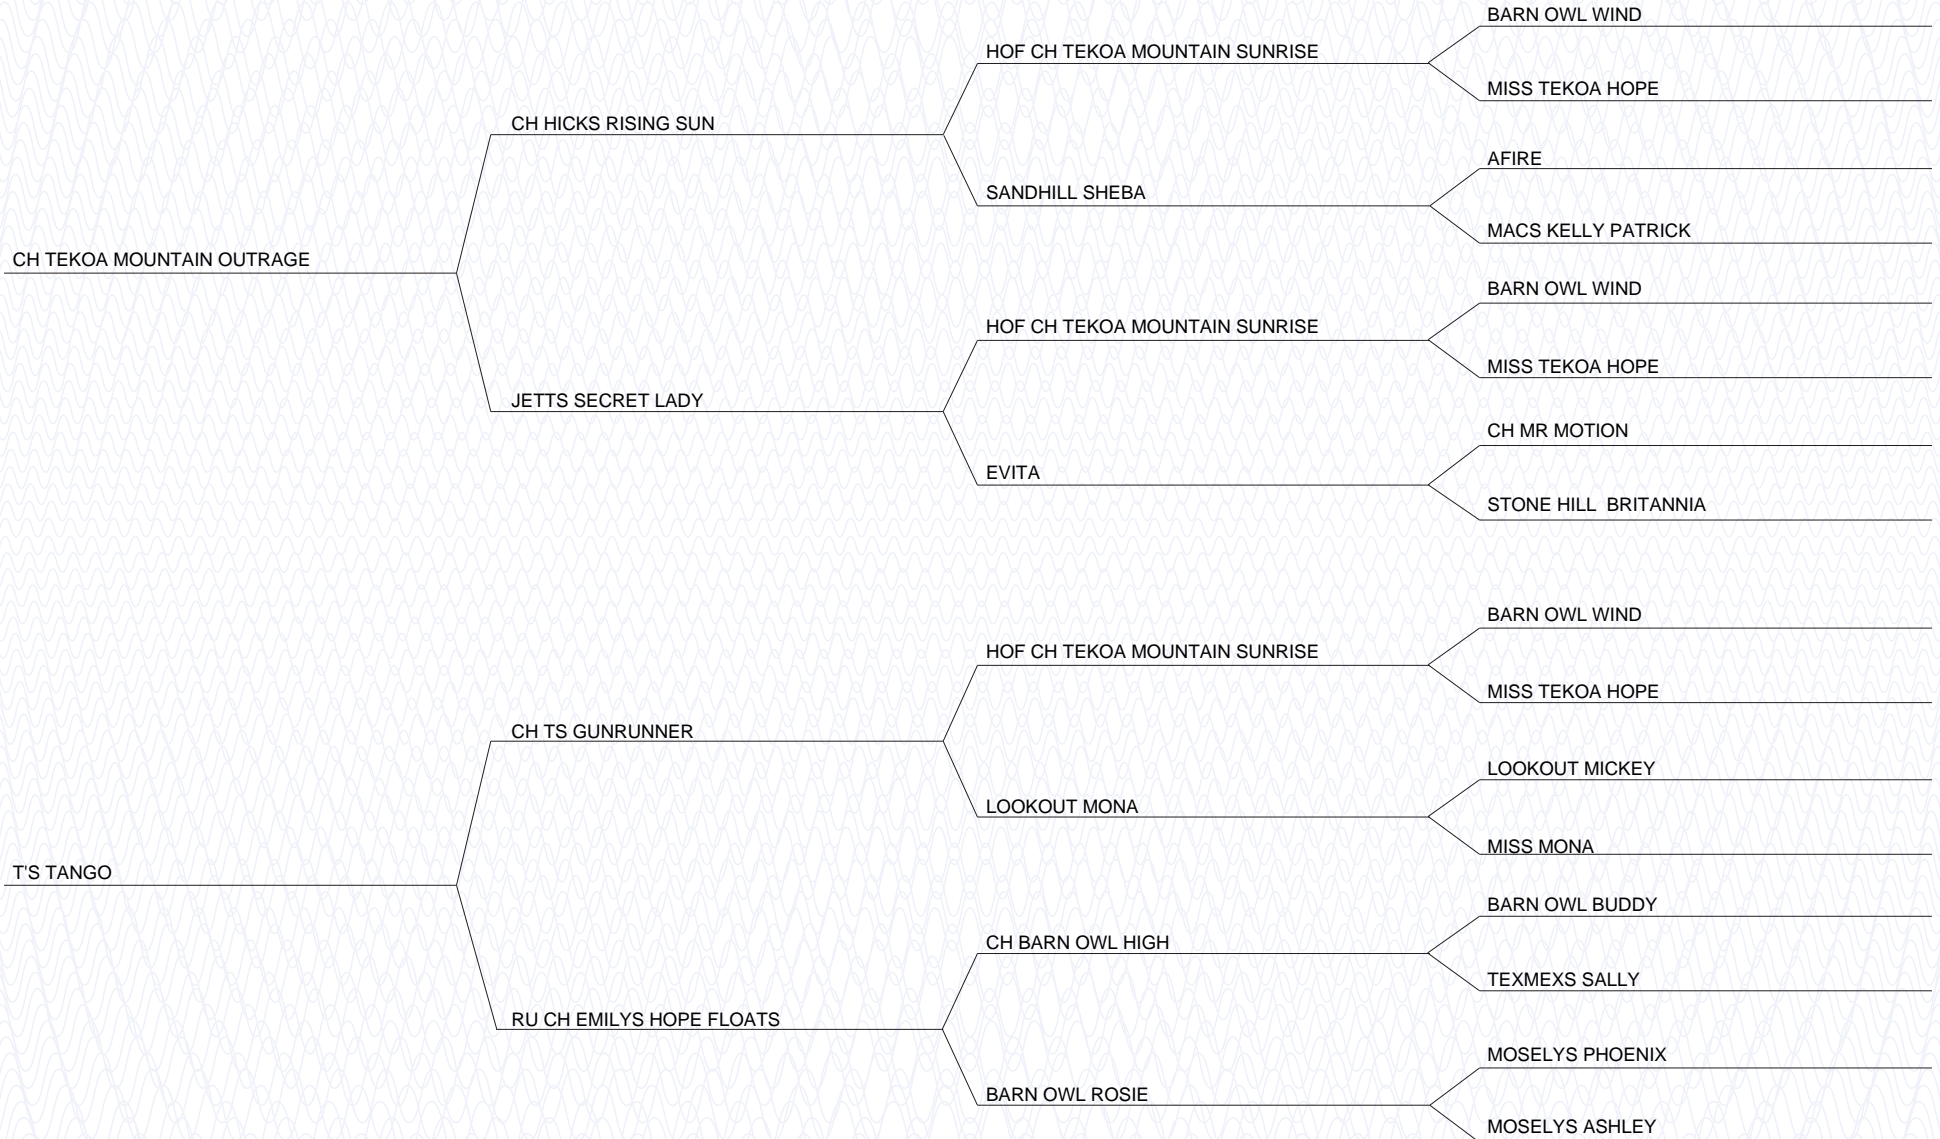 BARN OWL WIND
HOF CH TEKOA MOUNTAIN SUNRISE
MISS TEKOA HOPE
CH HICKS RISING SUN
AFIRE
SANDHILL SHEBA
MACS KELLY PATRICK
CH TEKOA MOUNTAIN OUTRAGE
BARN OWL WIND
HOF CH TEKOA MOUNTAIN SUNRISE
MISS TEKOA HOPE
JETTS SECRET LADY
CH MR MOTION
EVITA
STONE HILL  BRITANNIA
BARN OWL WIND
HOF CH TEKOA MOUNTAIN SUNRISE
MISS TEKOA HOPE
CH TS GUNRUNNER
LOOKOUT MICKEY
LOOKOUT MONA
MISS MONA
T'S TANGO
BARN OWL BUDDY
CH BARN OWL HIGH
TEXMEXS SALLY
RU CH EMILYS HOPE FLOATS
MOSELYS PHOENIX
BARN OWL ROSIE
MOSELYS ASHLEY